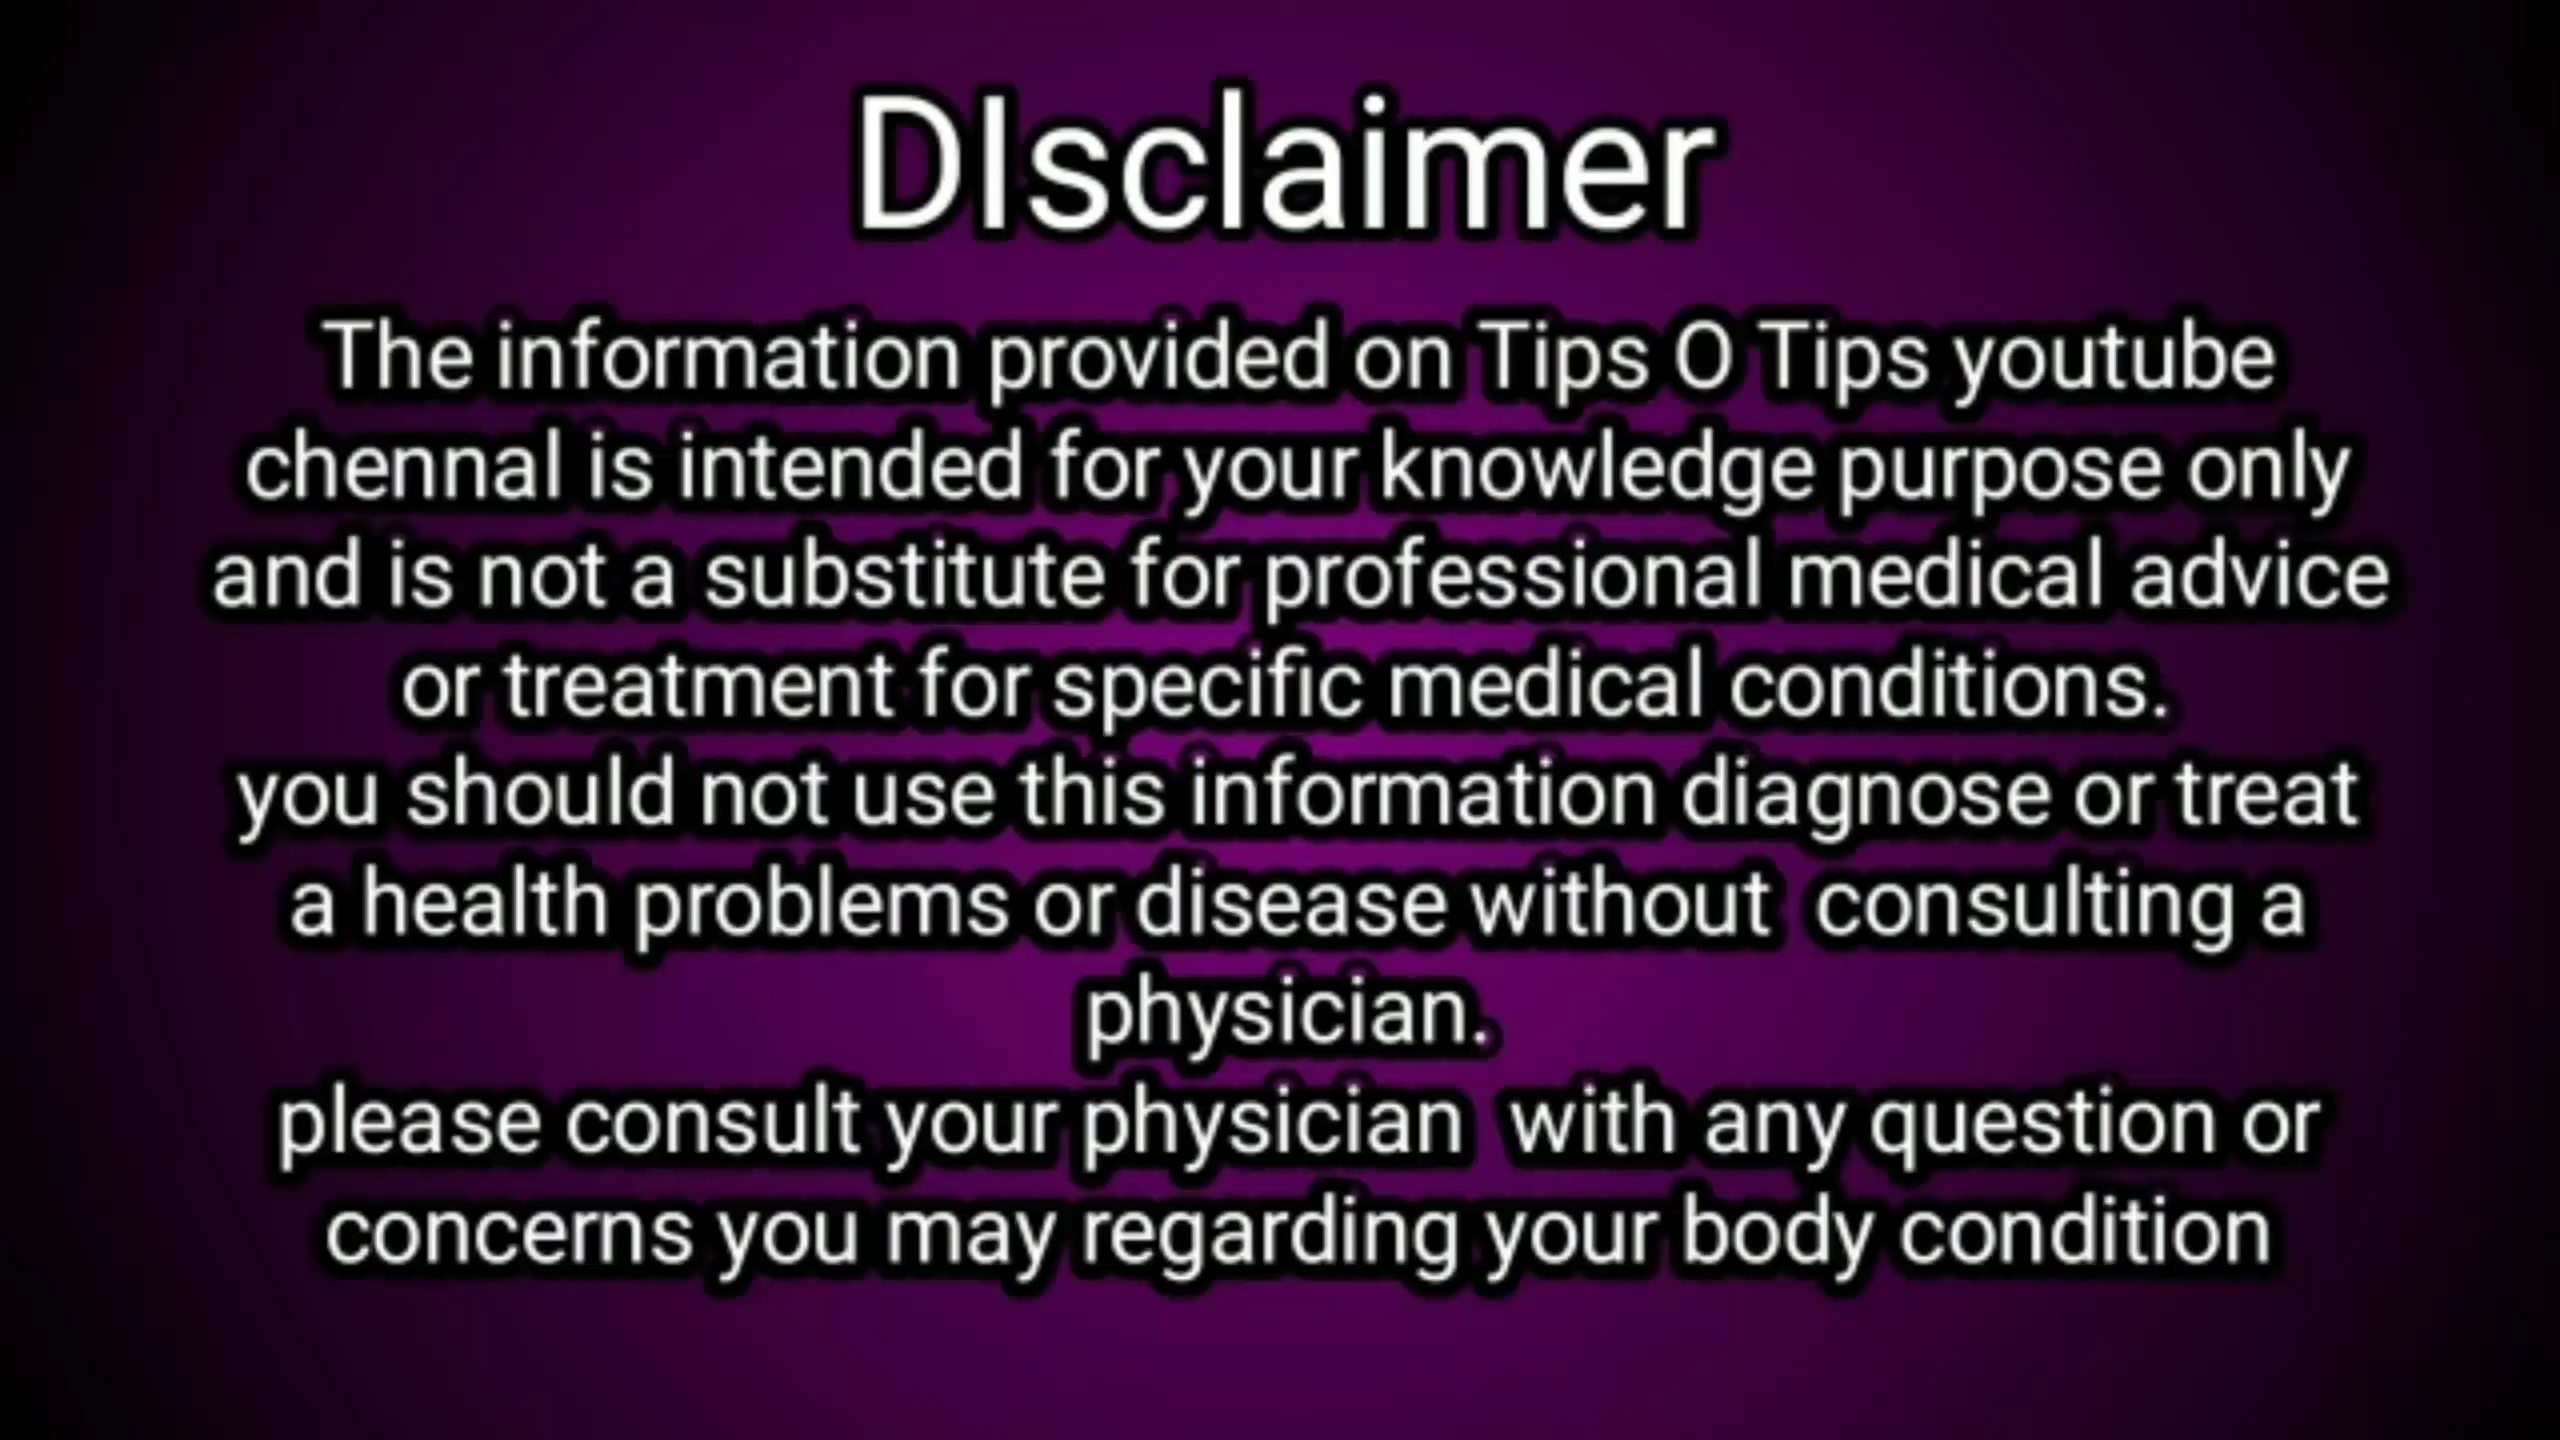 DIsclaimer
The information provided on Tips O Tips youtube
chennal is intended for your knowledge purpose only
and is not a substitute for professional medical advice
or treatment for specific medical conditions.
you should not use this information diagnose or treat
a health problems or disease without  consulting a
physician.
please consult your physician  with any question or
concerns you may regarding your body condition